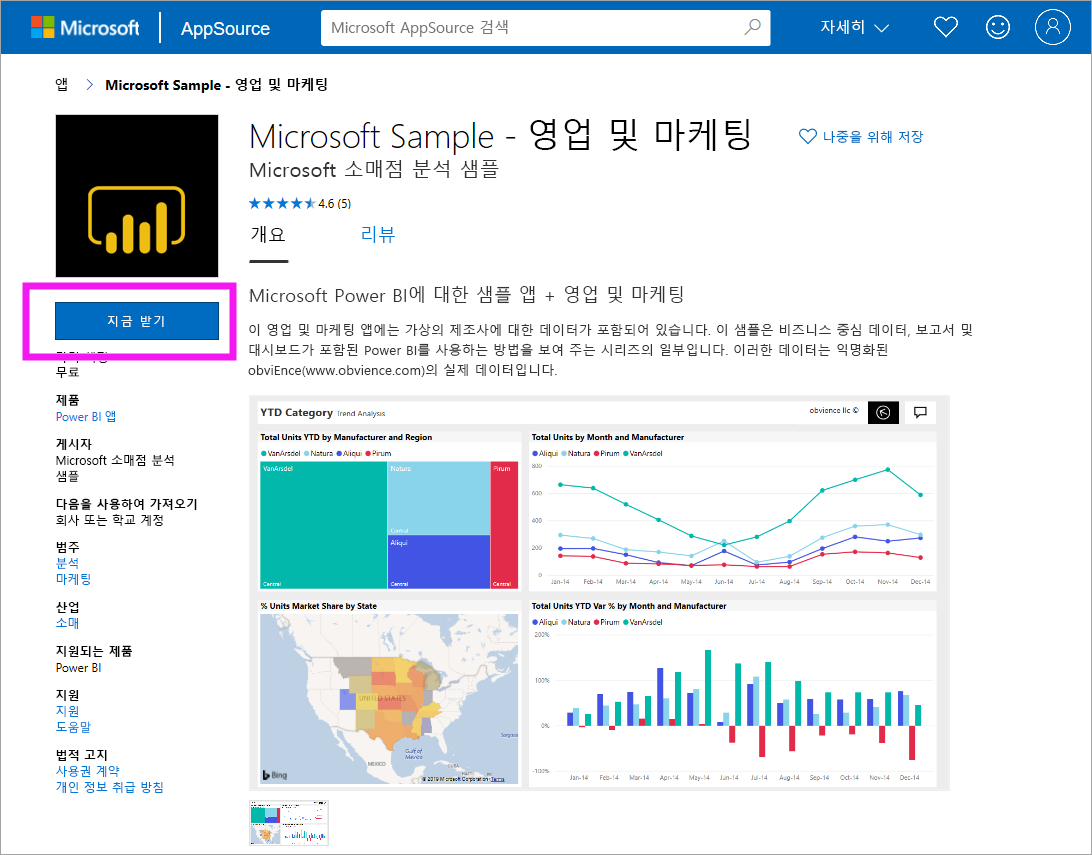 Microsoft AppSource Microsoft AppSource 검색 자세히
앱 > Microsoft Sample - 영업 및 마케팅
Microsoft Sample - 영업 및 마케팅
나중을 위해 저장
Microsoft 소매점 분석 샘플
4.6 (5)
개요 리뷰
지금 받기
무료
제품
Power BI 앱
게시자
Microsoft 소매점 분석
샘플
다음을 사용하여 가져오기
회사 또는 학교 계정
범주
분석
마케팅
산업
소매
지원되는 제품
Power BI
지원
지원
도움말
법적 고지
사용권 계약
개인 정보 취급 방침
Microsoft Power BI에 대한 샘플 앱 + 영업 및 마케팅
이 영업 및 마케팅 앱에는 가상의 제조사에 대한 데이터가 포함되어 있습니다. 이 샘플은 비즈니스 중심 데이터, 보고서 및
대시보드가 포함된 Power BI를 사용하는 방법을 보여 주는 시리즈의 일부입니다. 이러한 데이터는 익명화된
obviEnce(www.obvience.com)의 실제 데이터입니다.
YTD Category Trend Analysis
obvience llc ©
Total Units YTD by Manufacturer and Region
VanArsdel Natura Aliqui Pirum
VanArsdel Natura Pirum
Central
Aliqui
Central Central Central
Total Units by Month and Manufacturer
Aliqui Natura Pirum VanArsdel
800
600
400
200
0
Jan-14 Feb-14 Mar-14 Apr-14 May-14 Jun-14 Jul-14 Aug-14 Sep-14 Oct-14 Nov-14 Dec-14
% Units Market Share by State
UNITED STATES
Gulf of
Mexico
MEXICO
CUBA
Bing
© 2019 Microsoft Corporation Terms
Total Units YTD Var % by Month and Manufacturer
Aliqui Natura Pirum VanArsdel
200%
100%
0%
-100%
Jan-14 Feb-14 Mar-14 Apr-14 May-14 Jun-14 Jul-14 Aug-14 Sep-14 Oct-14 Nov-14 Dec-14